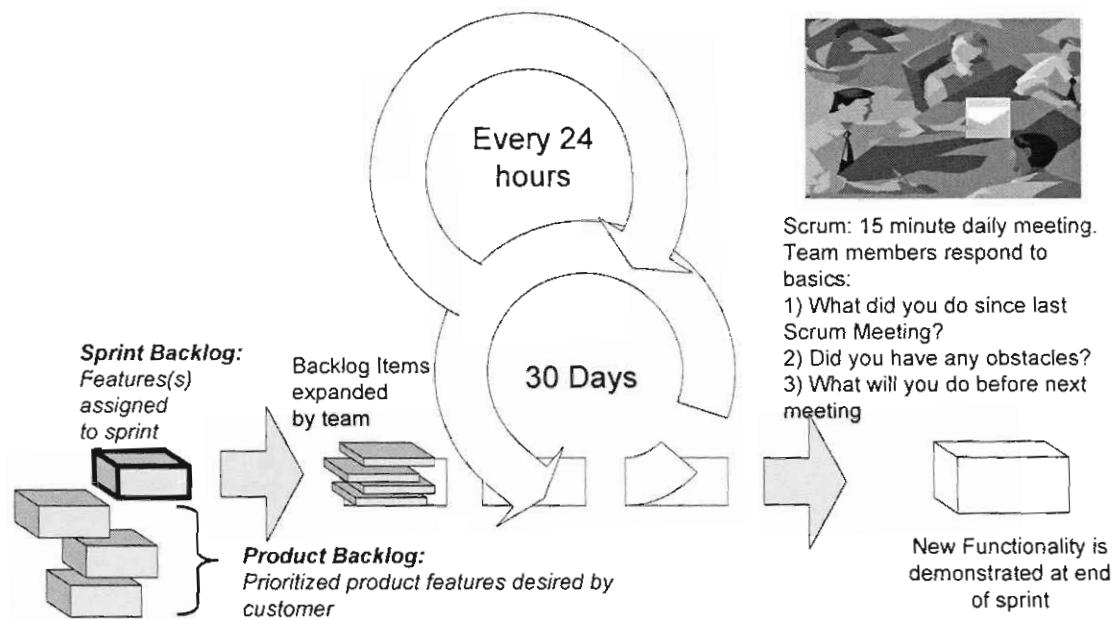 Every 24
hours
Scrum: 15 minute daily meeting.
Team members respond to
basics:
1) What did you do since last
Scrum Meeting?
2) Did you have any obstacles?
3) What will you do before next
meeting
30 Days
Sprint Backlog:
Features(s)
assigned
to sprint
Backlog Items
expanded
by team
Product Backlog:
Prioritized product features desired by
customer
New Functionality is
demonstrated at end
of sprint